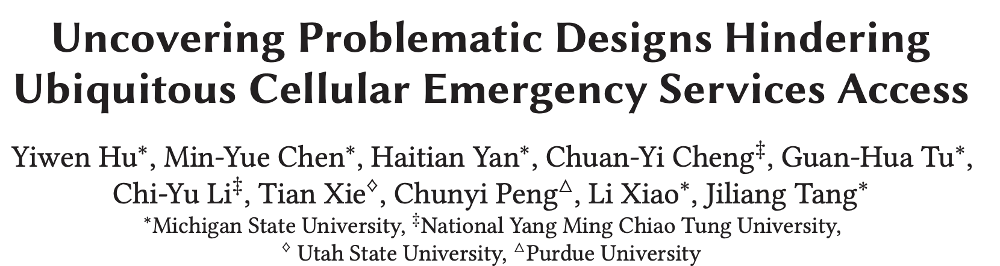 Uncovering Problematic Designs Hindering
Ubiquitous Cellular Emergency Services Access
Yiwen Hu*, Min-Yue Chen*, Haitian Yan*, Chuan-Yi Cheng‡, Guan-Hua Tu*,
Chi-Yu Li‡, Tian Xie◊, Chunyi Peng△, Li Xiao*, Jiliang Tang*
*Michigan State University, ‡National Yang Ming Chiao Tung University,
◊ Utah State University, △Purdue University